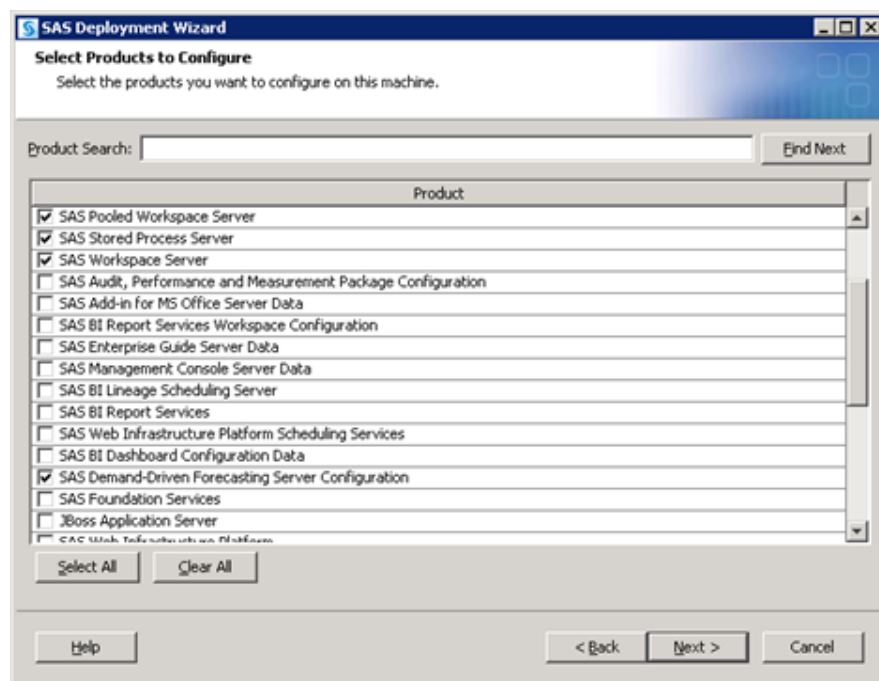 SAS Deployment Wizard
Select Products to Configure
Select the products you want to configure on this machine.
Product Search:
Find Next
Product
SAS Pooled Workspace Server
SAS Stored Process Server
SAS Workspace Server
SAS Audit, Performance and Measurement Package Configuration
SAS Add-in for MS Office Server Data
SAS BI Report Services Workspace Configuration
SAS Enterprise Guide Server Data
SAS Management Console Server Data
SAS BI Lineage Scheduling Server
SAS BI Report Services
SAS Web Infrastructure Platform Scheduling Services
SAS BI Dashboard Configuration Data
SAS Demand-Driven Forecasting Server Configuration
SAS Foundation Services
JBoss Application Server
SAS Web Infrastructure Platform
Select All Clear All
Help < Back Next > Cancel